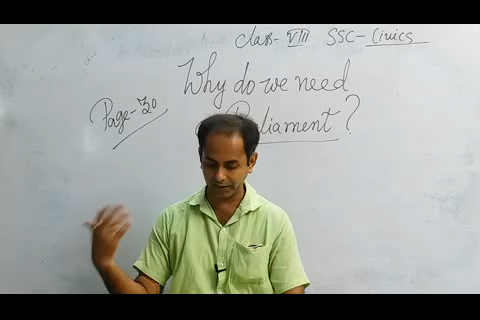 Class- VIII SSC- Civics
Why do we need
Page-30
a Parliament ?